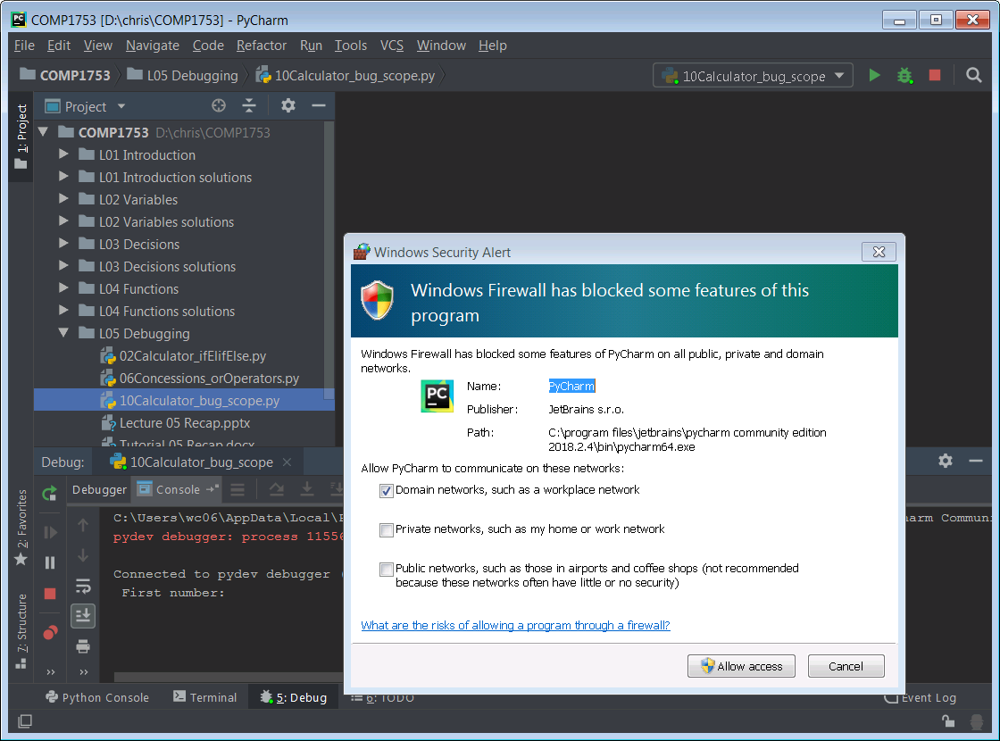 COMP1753 [D:\chris\COMP1753] - PyCharm
File Edit View Navigate Code Refactor Run Tools VCS Window Help
COMP1753 L05 Debugging 10Calculator_bug_scope.py 10Calculator_bug_scope
1: Project
Project
COMP1753 D:\chris\COMP1753
L01 Introduction
L01 Introduction solutions
L02 Variables
L02 Variables solutions
L03 Decisions
L03 Decisions solutions
L04 Functions
L04 Functions solutions
L05 Debugging
02Calculator_ifElifElse.py
06Concessions_orOperators.py
10Calculator_bug_scope.py
Lecture 05 Recap.pptx
Tutorial 05 Recap.docx
Windows Security Alert
Windows Firewall has blocked some features of this
program
Windows Firewall has blocked some features of PyCharm on all public, private and domain
networks.
PC
Name: PyCharm
Publisher: JetBrains s.r.o.
Path: C:\program files\jetbrains\pycharm community edition
2018.2.4\bin\pycharm64.exe
Allow PyCharm to communicate on these networks:
Domain networks, such as a workplace network
Private networks, such as my home or work network
Public networks, such as those in airports and coffee shops (not recommended
because these networks often have little or no security)
What are the risks of allowing a program through a firewall?
Allow access Cancel
Debug: 10Calculator_bug_scope
Debugger Console
2: Favorites
7: Structure
C:\Users\wc06\AppData\Local\
pydev debugger: process 11556
Connected to pydev debugger
First number:
Python Console Terminal 5: Debug 6: TODO Event Log